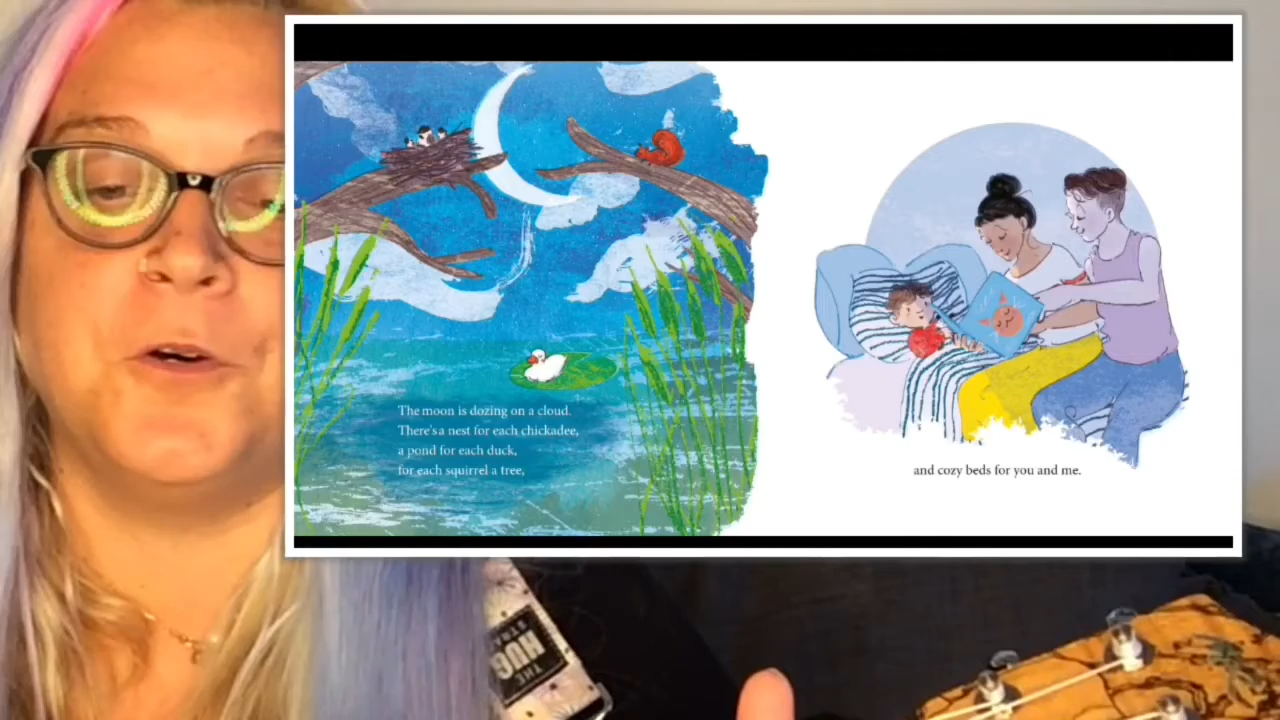 The moon is dozing on a cloud.
There's a nest for each chickadee,
a pond for each duck,
for each squirrel a tree,
and cozy beds for you and me.
THE
HUG
STRA